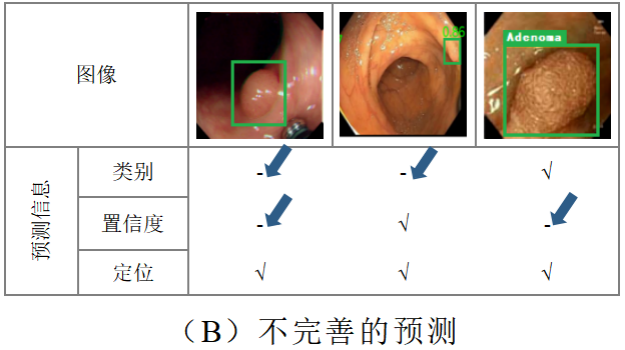 图像
0.86
Adenoma
预测信息
类别 - - √
置信度 - √ -
定位 √ √ √
（B）不完善的预测